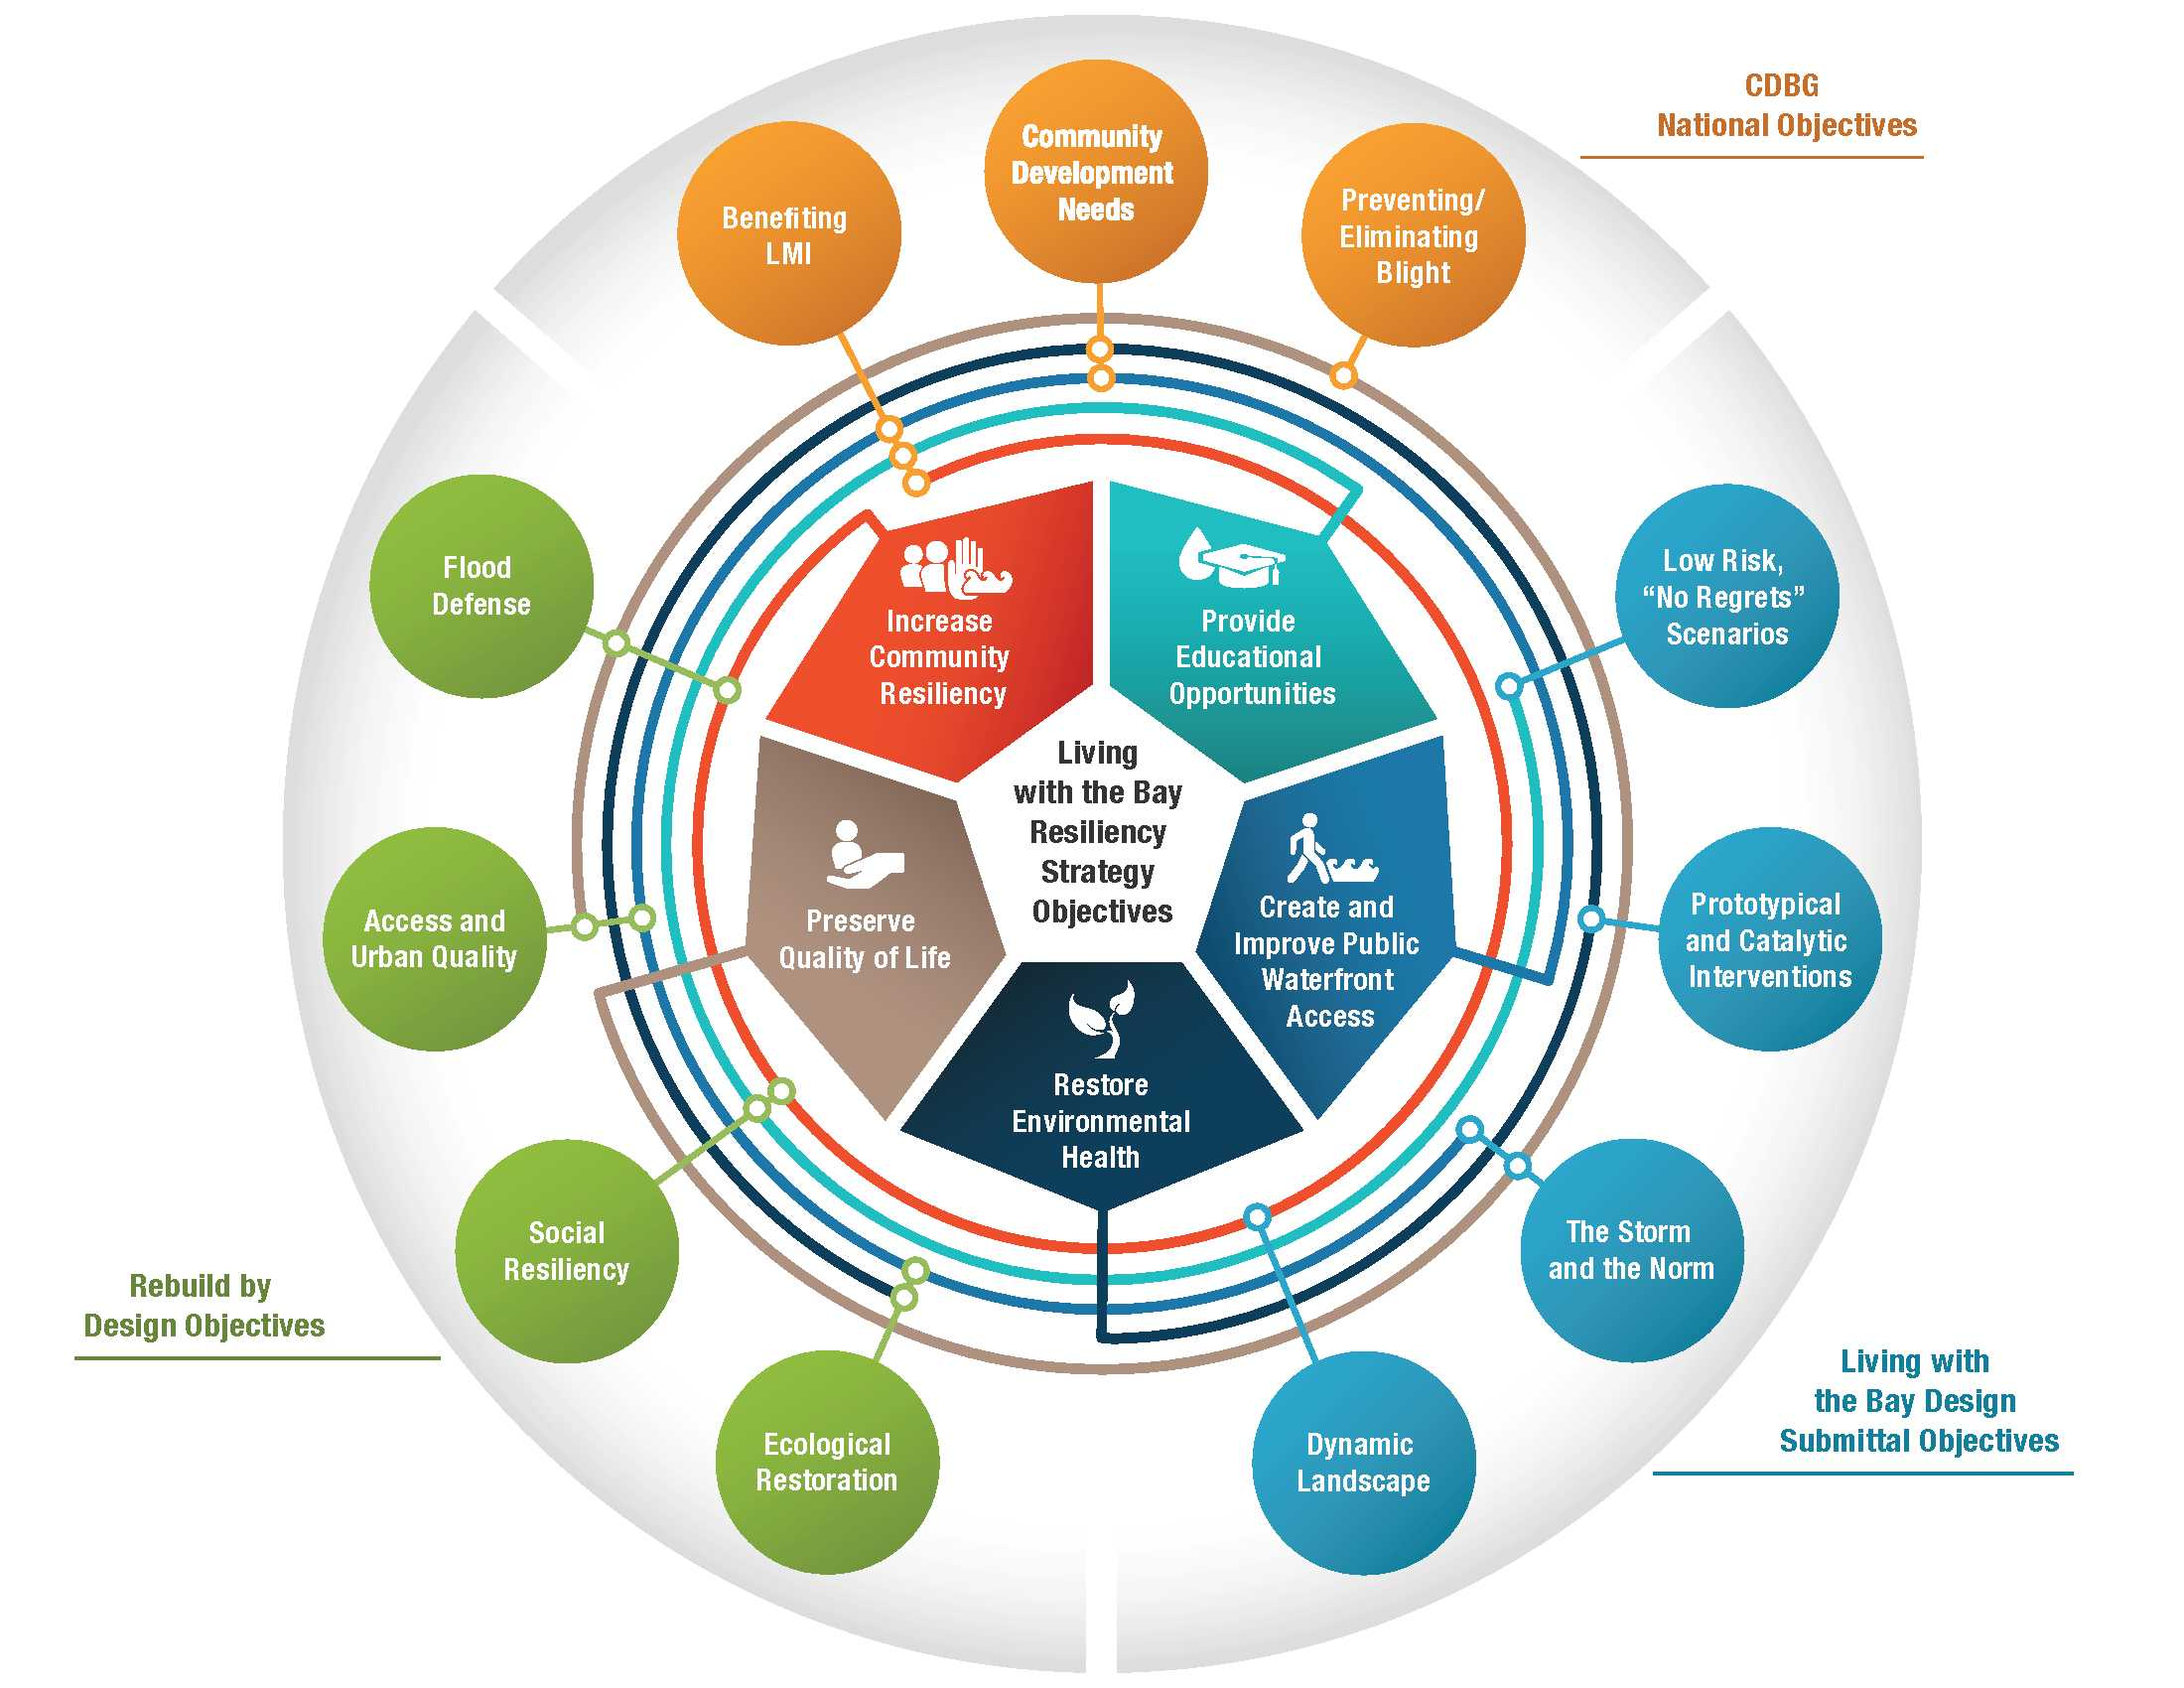 CDBG
National Objectives
Community
Development
Needs
Benefiting
LMI
Preventing/
Eliminating
Blight
Flood
Defense
Low Risk,
“No Regrets”
Scenarios
Increase
Community
Resiliency
Provide
Educational
Opportunities
Living
with the Bay
Resiliency
Strategy
Objectives
Access and
Urban Quality
Preserve
Quality of Life
Create and
Improve Public
Waterfront
Access
Prototypical
and Catalytic
Interventions
Restore
Environmental
Health
Social
Resiliency
The Storm
and the Norm
Rebuild by
Design Objectives
Living with
the Bay Design
Submittal Objectives
Ecological
Restoration
Dynamic
Landscape